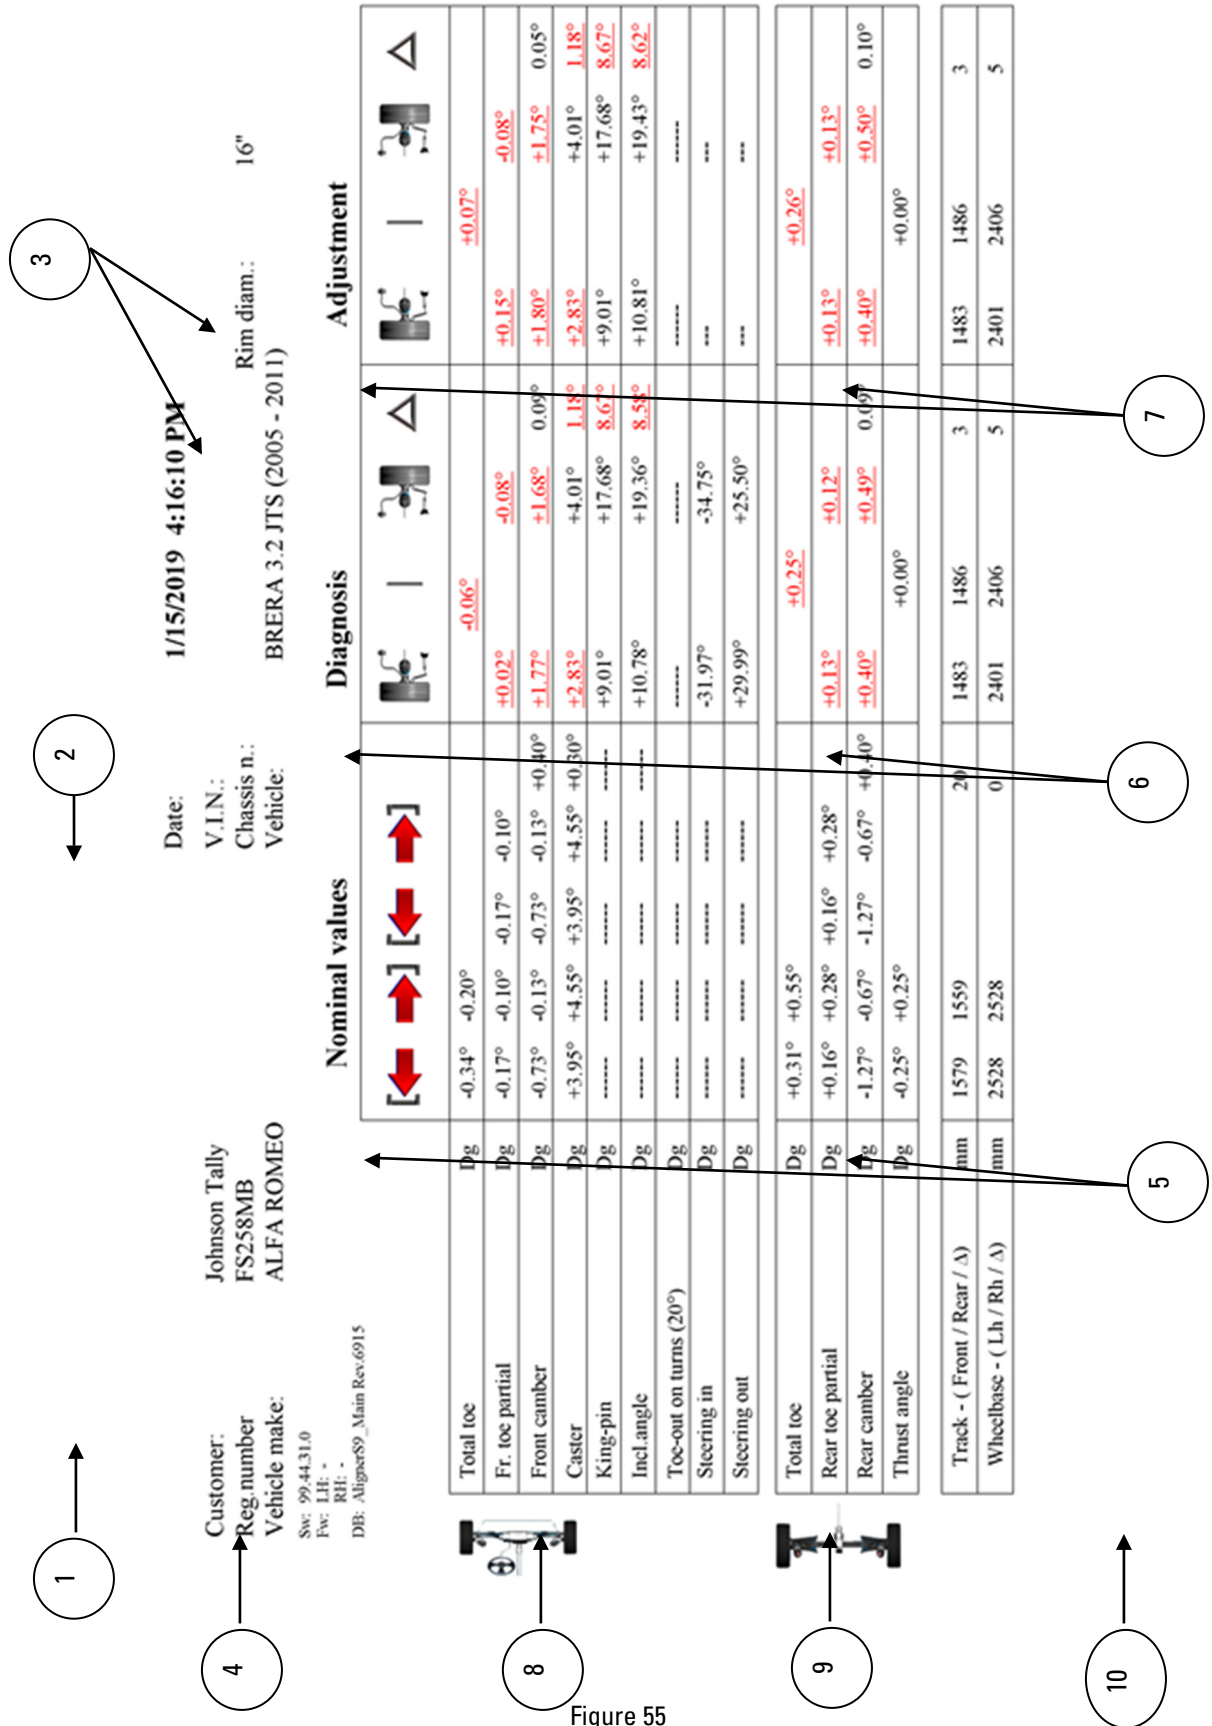 1
2
3
4
Date: 1/15/2019 4:16:10 PM
Customer: Johnson Tally V.I.N.:
Reg.number FS258MB Chassis n.: Rim diam.: 16"
Vehicle make: ALFA ROMEO Vehicle: BRERA 3.2 JTS (2005 - 2011)
Sw: 99.44.31.0
Fw: LH: -
RH: -
DB: AlignerS9_Main Rev.6915
Nominal values Diagnosis Adjustment
Total toe Dg -0.34° -0.20° -0.06° +0.07°
Fr. toe partial Dg -0.17° -0.10° -0.17° -0.10° +0.02° -0.08° +0.15° -0.08°
Front camber Dg -0.73° -0.13° -0.73° -0.13° +0.40° +1.77° +1.68° 0.09° +1.80° +1.75° 0.05°
Caster Dg +3.95° +4.55° +3.95° +4.55° +0.30° +2.83° +4.01° 1.18° +2.83° +4.01° 1.18°
King-pin Dg ------ ------ ------ ------ ------ +9.01° +17.68° 8.67° +9.01° +17.68° 8.67°
Incl.angle Dg ------ ------ ------ ------ ------ +10.78° +19.36° 8.58° +10.81° +19.43° 8.62°
Toe-out on turns (20°) Dg ------ ------ ------ ------ ------ ------ ------ ------
Steering in Dg ------ ------ ------ ------ -31.97° -34.75° --- ---
Steering out Dg ------ ------ ------ ------ +29.99° +25.50° --- ---
Total toe Dg +0.31° +0.55° +0.25° +0.26°
Rear toe partial Dg +0.16° +0.28° +0.16° +0.28° +0.13° +0.12° +0.13° +0.13°
Rear camber Dg -1.27° -0.67° -1.27° -0.67° +0.40° +0.40° +0.49° 0.09° +0.40° +0.50° 0.10°
Thrust angle Dg -0.25° +0.25° +0.00° +0.00°
Track - ( Front / Rear / Δ) mm 1579 1559 20 1483 1486 3 1483 1486 3
Wheelbase - ( Lh / Rh / Δ) mm 2528 2528 0 2401 2406 5 2401 2406 5
8
9
10
5
6
7
Figure 55